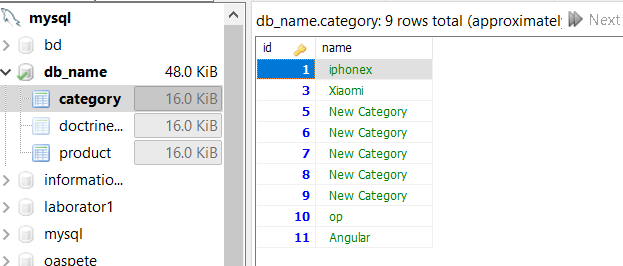 mysql
bd
db_name 48.0 KiB
category 16.0 KiB
doctrine... 16.0 KiB
product 16.0 KiB
informatio...
laborator1
mysql
oaspete
db_name.category: 9 rows total (approximatel
Next
id name
1 iphonex
3 Xiaomi
5 New Category
6 New Category
7 New Category
8 New Category
9 New Category
10 op
11 Angular